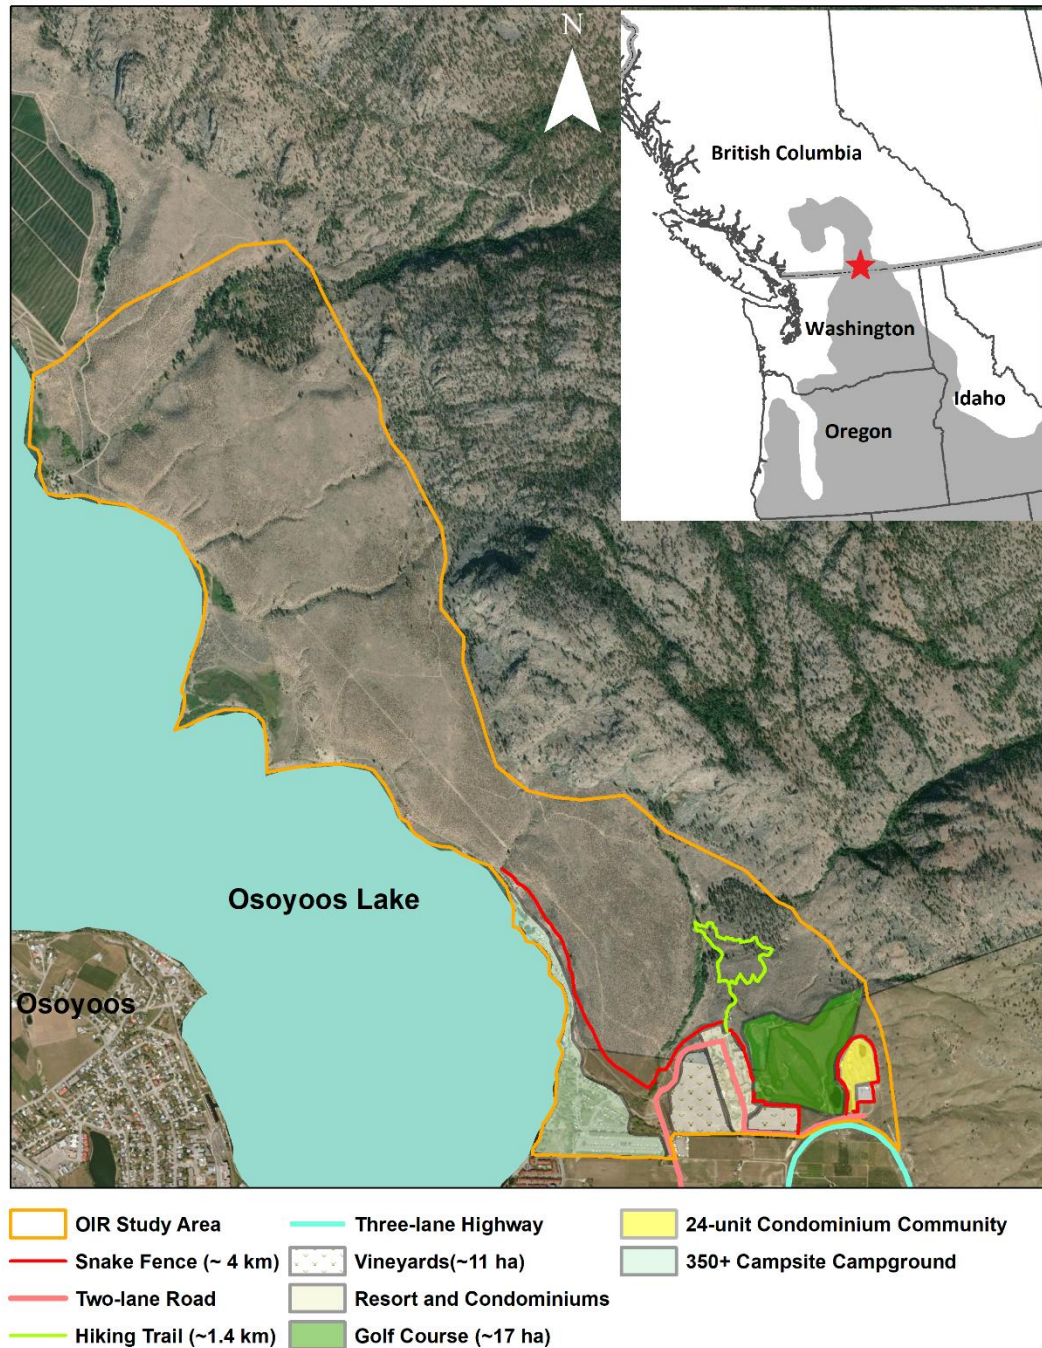 N
British Columbia
Washington
Idaho
Oregon
Osoyoos Lake
Osoyoos
OIR Study Area
Snake Fence (~ 4 km)
Two-lane Road
Hiking Trail (~1.4 km)
Three-lane Highway
Vineyards(~11 ha)
Resort and Condominiums
Golf Course (~17 ha)
24-unit Condominium Community
350+ Campsite Campground